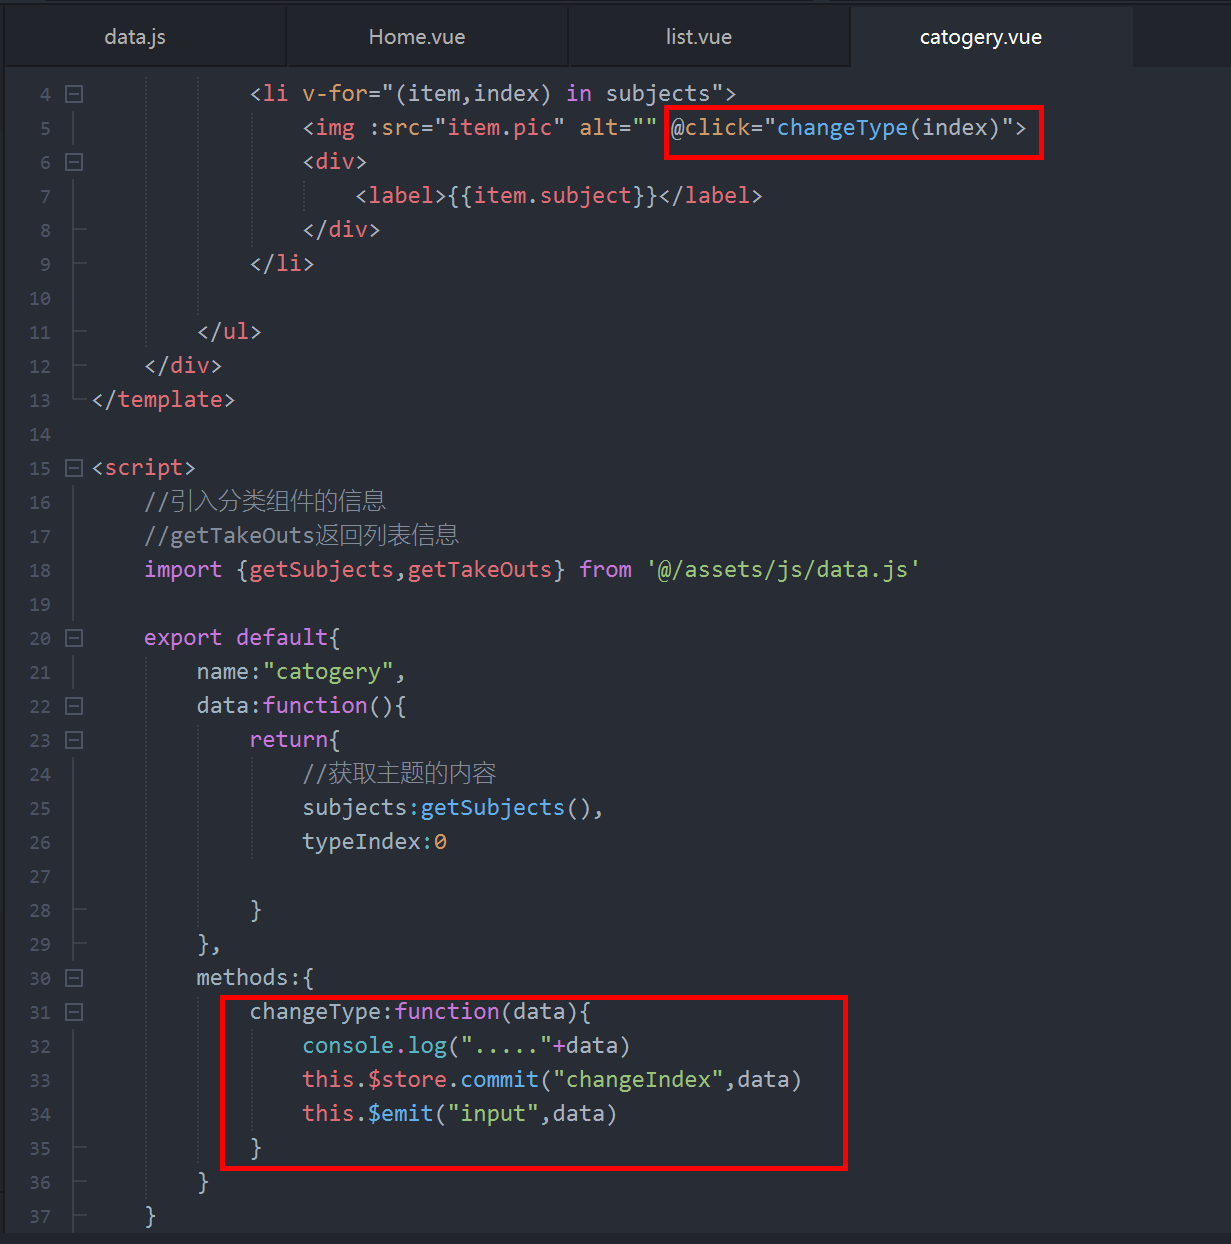 data.js Home.vue list.vue catogery.vue
4 <li v-for="(item,index) in subjects">
5 <img :src="item.pic" alt="" @click="changeType(index)">
6 <div>
7 <label>{{item.subject}}</label>
8 </div>
9 </li>
10
11 </ul>
12 </div>
13 </template>
14
15 <script>
16 //引入分类组件的信息
17 //getTakeOuts返回列表信息
18 import {getSubjects,getTakeOuts} from '@/assets/js/data.js'
19
20 export default{
21 name:"catogery",
22 data:function(){
23 return{
24 //获取主题的内容
25 subjects:getSubjects(),
26 typeIndex:0
27
28 }
29 },
30 methods:{
31 changeType:function(data){
32 console.log("....."+data)
33 this.$store.commit("changeIndex",data)
34 this.$emit("input",data)
35 }
36 }
37 }